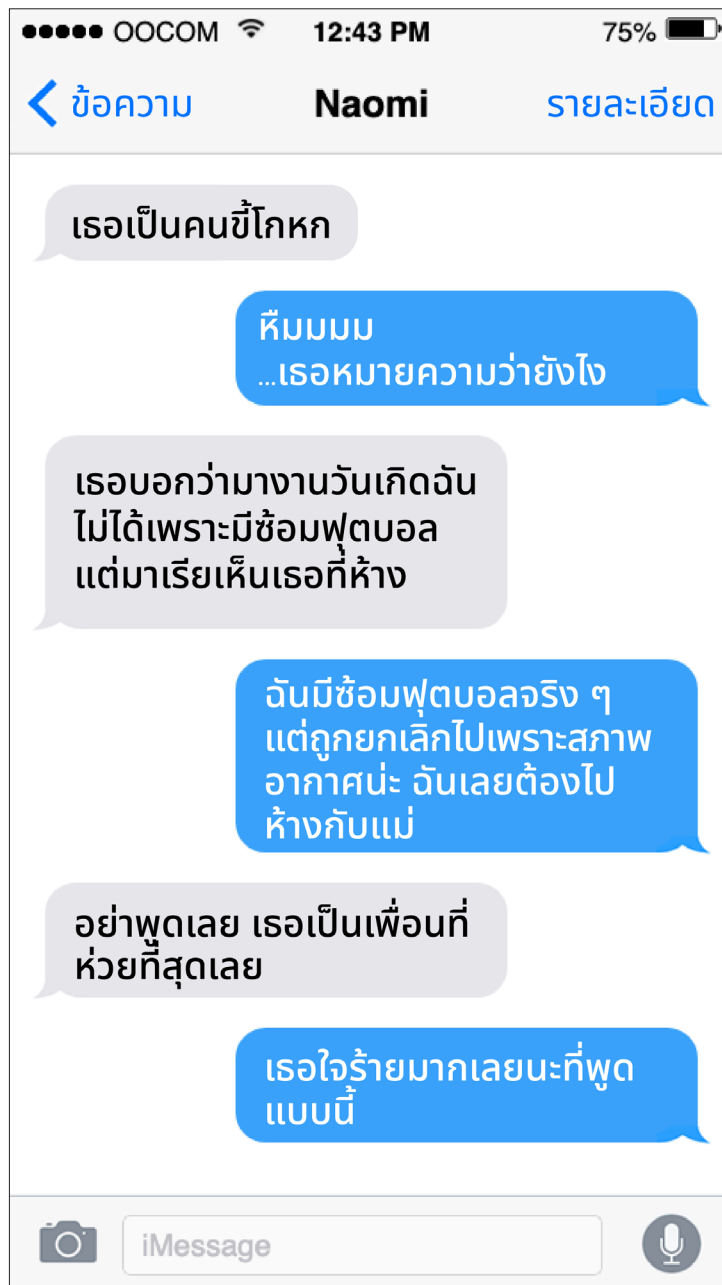 OOCOM 12:43 PM 75%
ข้อความ Naomi รายละเอียด
เธอเป็นคนขี้โกหก
หืมมมม
...เธอหมายความว่ายังไง
เธอบอกว่ามางานวันเกิดฉัน
ไม่ได้เพราะมีซ้อมฟุตบอล
แต่มาเรียเห็นเธอที่ห้าง
ฉันมีซ้อมฟุตบอลจริง ๆ
แต่ถูกยกเลิกไปเพราะสภาพ
อากาศน่ะ ฉันเลยต้องไป
ห้างกับแม่
อย่าพูดเลย เธอเป็นเพื่อนที่
ห่วยที่สุดเลย
เธอใจร้ายมากเลยนะที่พูด
แบบนี้
iMessage